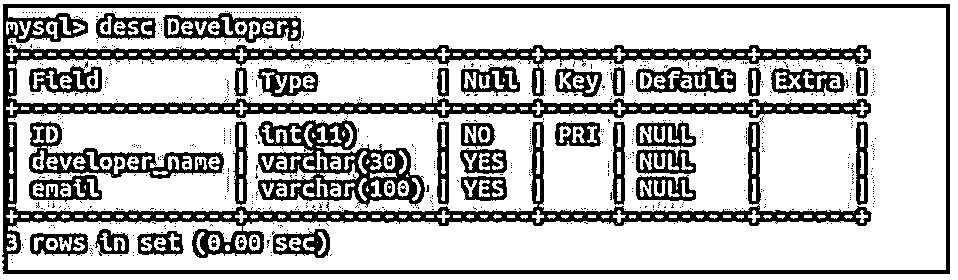 mysql> desc Developer;
+----------------+--------------+------+-----+---------+-------+
| Field          | Type         | Null | Key | Default | Extra |
+----------------+--------------+------+-----+---------+-------+
| ID             | int(11)      | NO   | PRI | NULL    |       |
| developer_name | varchar(30)  | YES  |     | NULL    |       |
| email          | varchar(100) | YES  |     | NULL    |       |
+----------------+--------------+------+-----+---------+-------+
3 rows in set (0.00 sec)